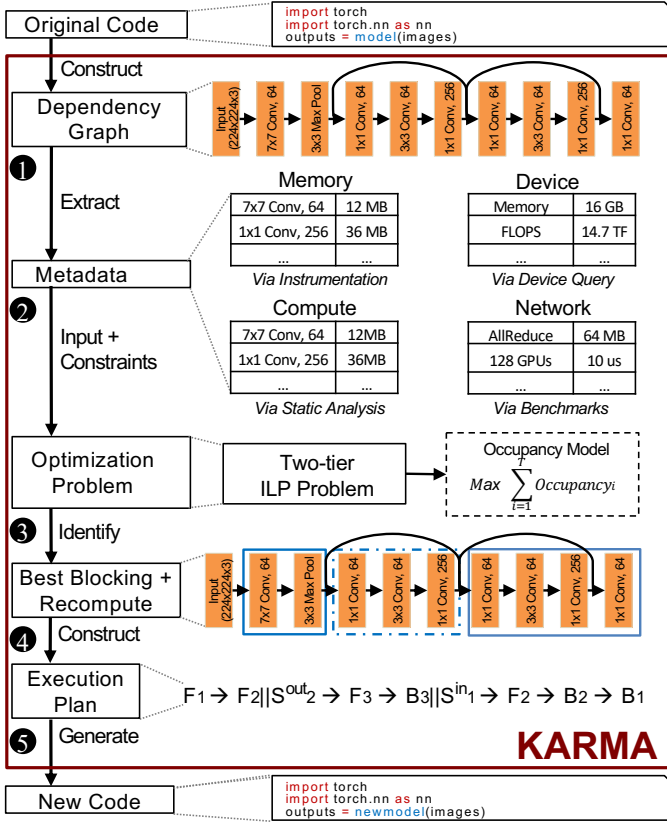 Original Code
import torch
import torch.nn as nn
outputs = model(images)
Construct
Dependency
Graph
Input
(224x224x3)
7x7 Conv, 64
3x3 Max Pool
1x1 Conv, 64
3x3 Conv, 64
1x1 Conv, 256
1x1 Conv, 64
3x3 Conv, 64
1x1 Conv, 256
1x1 Conv, 64
1
Extract
Memory
7x7 Conv, 64 12 MB
1x1 Conv, 256 36 MB
... ...
Via Instrumentation
Device
Memory 16 GB
FLOPS 14.7 TF
... ...
Via Device Query
Metadata
2
Input +
Constraints
Compute
7x7 Conv, 64 12MB
1x1 Conv, 256 36MB
... ...
Via Static Analysis
Network
AllReduce 64 MB
128 GPUs 10 us
... ...
Via Benchmarks
Optimization
Problem
Two-tier
ILP Problem
Occupancy Model
Max ∑ᵢ₌₁ᵀ Occupancyᵢ
3
Identify
Best Blocking +
Recompute
Input
(224x224x3)
7x7 Conv, 64
3x3 Max Pool
1x1 Conv, 64
3x3 Conv, 64
1x1 Conv, 256
1x1 Conv, 64
3x3 Conv, 64
1x1 Conv, 256
1x1 Conv, 64
4
Construct
Execution
Plan
F1 → F2||S^out 2 → F3 → B3||S^in 1 → F2 → B2 → B1
5
Generate
KARMA
New Code
import torch
import torch.nn as nn
outputs = newmodel(images)